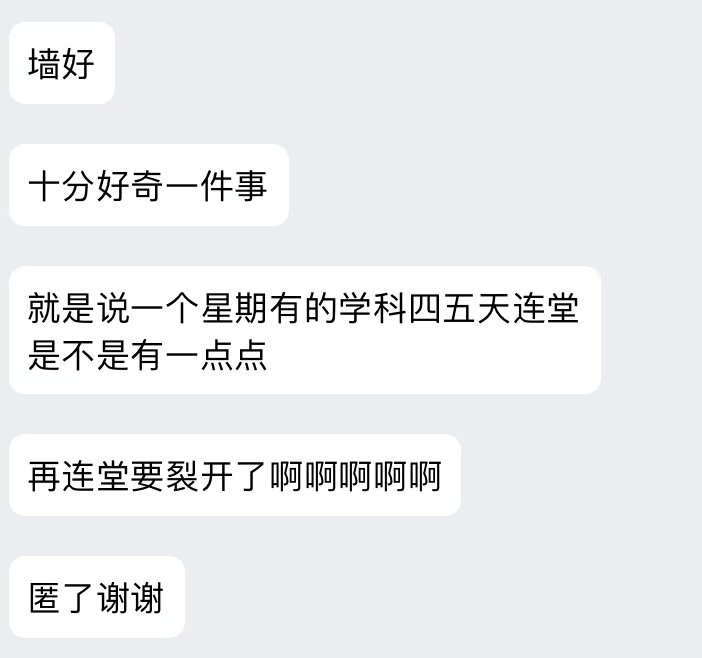 墙好
十分好奇一件事
就是说一个星期有的学科四五天连堂
是不是有一点点
再连堂要裂开了啊啊啊啊啊
匿了谢谢